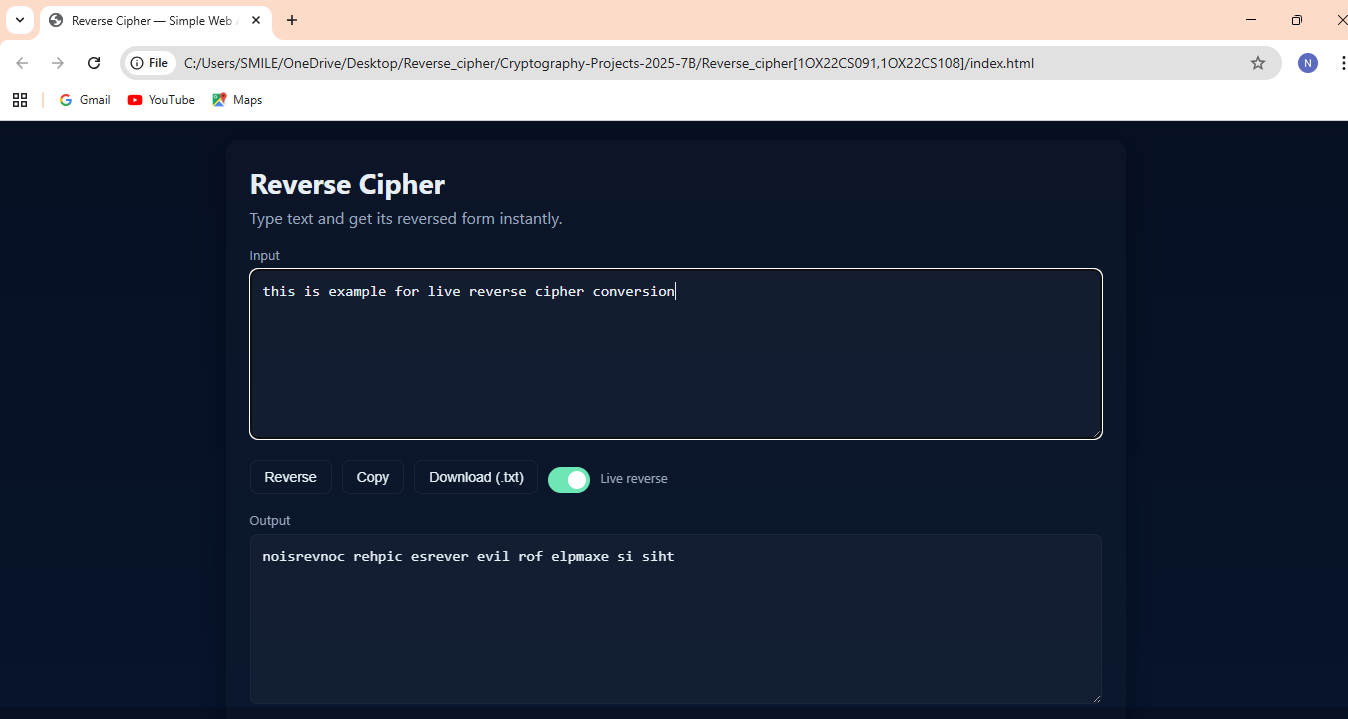 Reverse Cipher — Simple Web
File C:/Users/SMILE/OneDrive/Desktop/Reverse_cipher/Cryptography-Projects-2025-7B/Reverse_cipher[1OX22CS091,1OX22CS108]/index.html N
Gmail YouTube Maps
Reverse Cipher
Type text and get its reversed form instantly.
Input
this is example for live reverse cipher conversion
Reverse Copy Download (.txt) Live reverse
Output
noisrevnoc rehpic esrever evil rof elpmaxe si siht